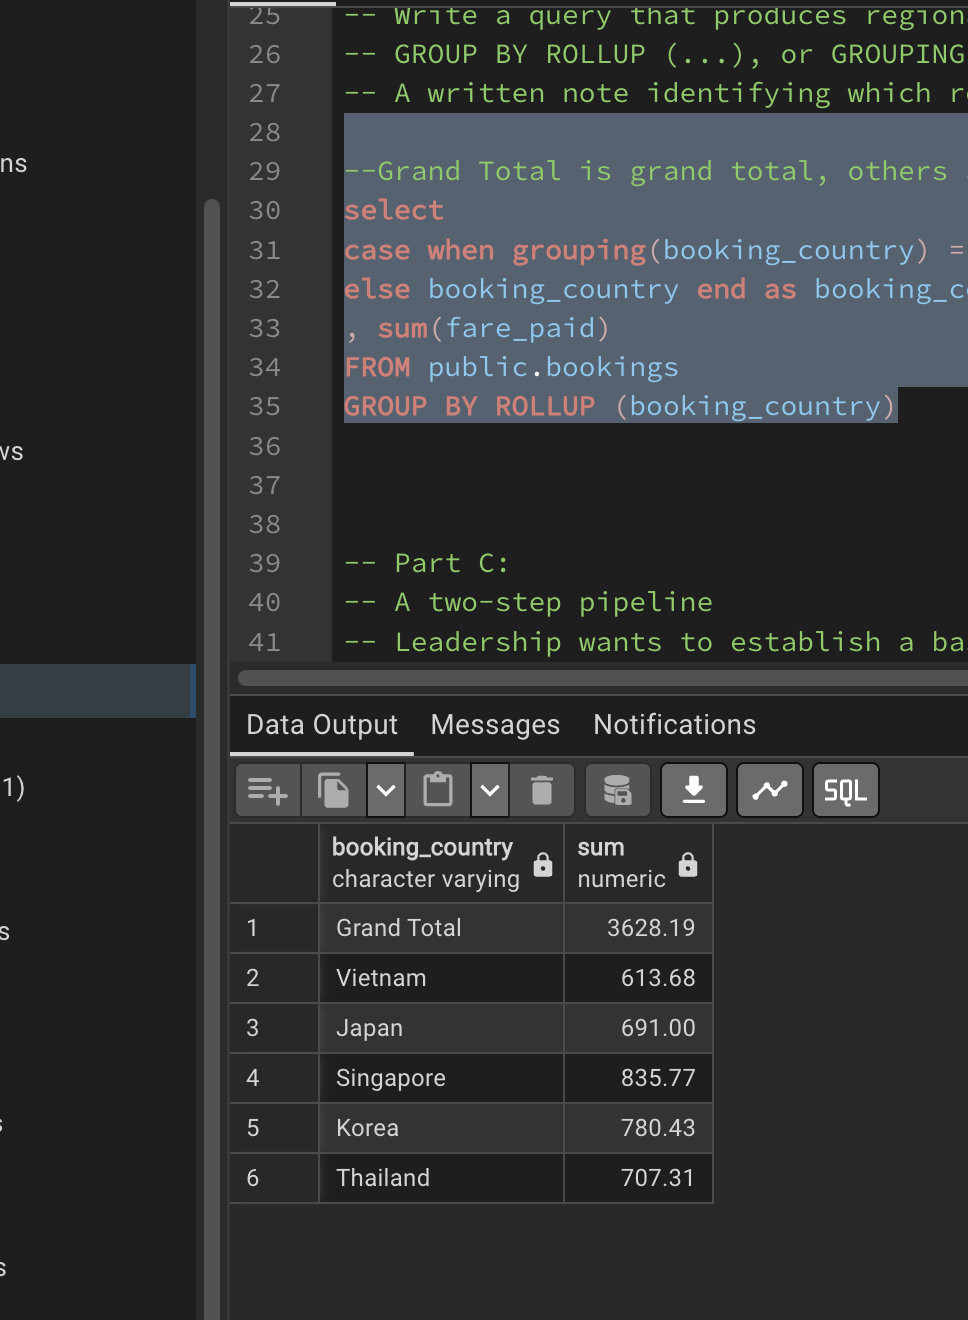 25 -- Write a query that produces region
26 -- GROUP BY ROLLUP (...), or GROUPING
27 -- A written note identifying which r
28
29 --Grand Total is grand total, others
30 select
31 case when grouping(booking_country) =
32 else booking_country end as booking_c
33 , sum(fare_paid)
34 FROM public.bookings
35 GROUP BY ROLLUP (booking_country)
36
37
38
39 -- Part C:
40 -- A two-step pipeline
41 -- Leadership wants to establish a ba
ns
ws
1)
s
s
s
Data Output Messages Notifications
SQL
booking_country sum
character varying numeric
1 Grand Total 3628.19
2 Vietnam 613.68
3 Japan 691.00
4 Singapore 835.77
5 Korea 780.43
6 Thailand 707.31